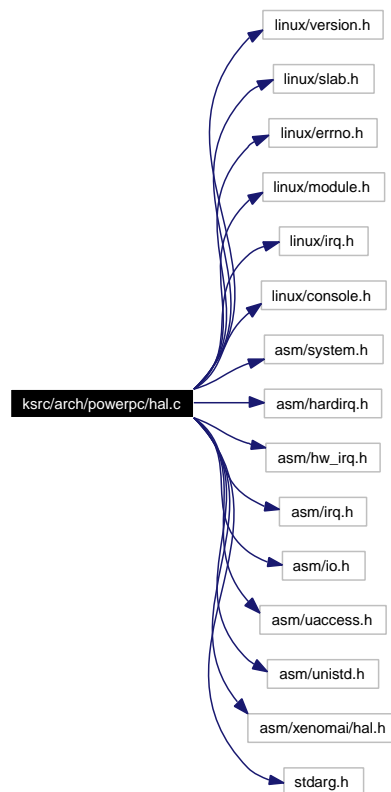 linux/version.h
linux/slab.h
linux/errno.h
linux/module.h
linux/irq.h
linux/console.h
asm/system.h
ksrc/arch/powerpc/hal.c
asm/hardirq.h
asm/hw_irq.h
asm/irq.h
asm/io.h
asm/uaccess.h
asm/unistd.h
asm/xenomai/hal.h
stdarg.h